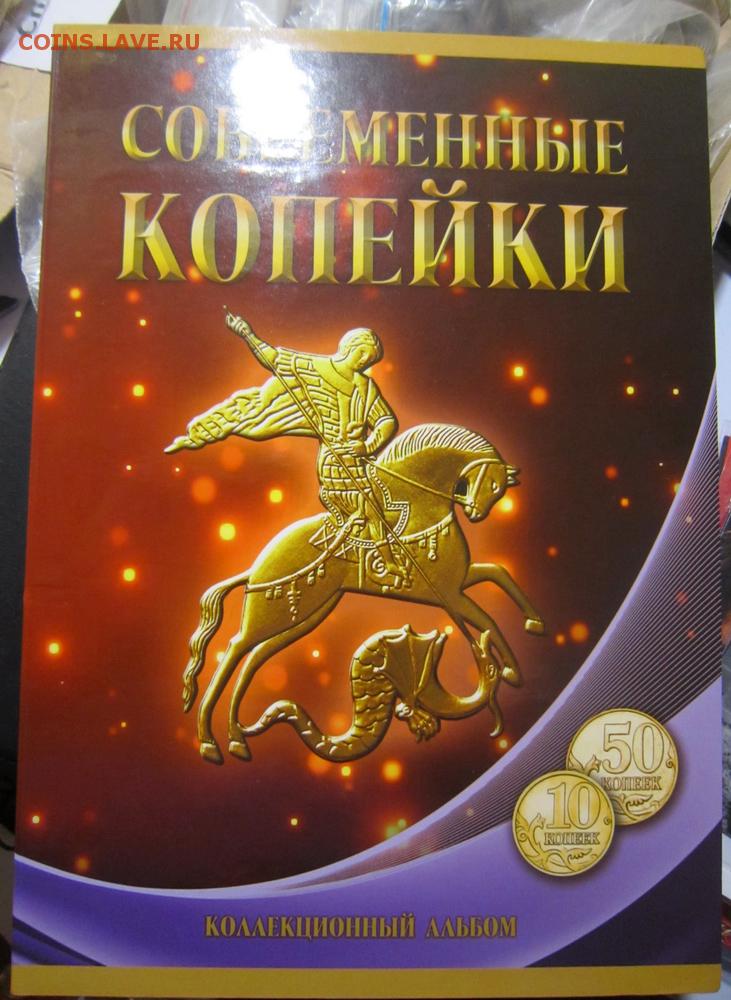 COINS.LAVE.RU
СОВРЕМЕННЫЕ
КОПЕЙКИ
50
КОПЕЕК
10
КОПЕЕК
КОЛЛЕКЦИОННЫЙ АЛЬБОМ